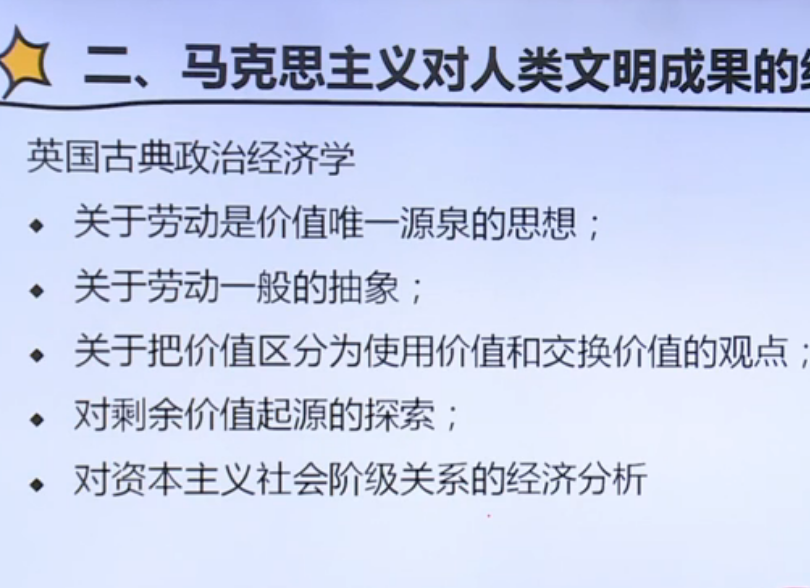 二、马克思主义对人类文明成果的
英国古典政治经济学
◆ 关于劳动是价值唯一源泉的思想；
◆ 关于劳动一般的抽象；
◆ 关于把价值区分为使用价值和交换价值的观点；
◆ 对剩余价值起源的探索；
◆ 对资本主义社会阶级关系的经济分析